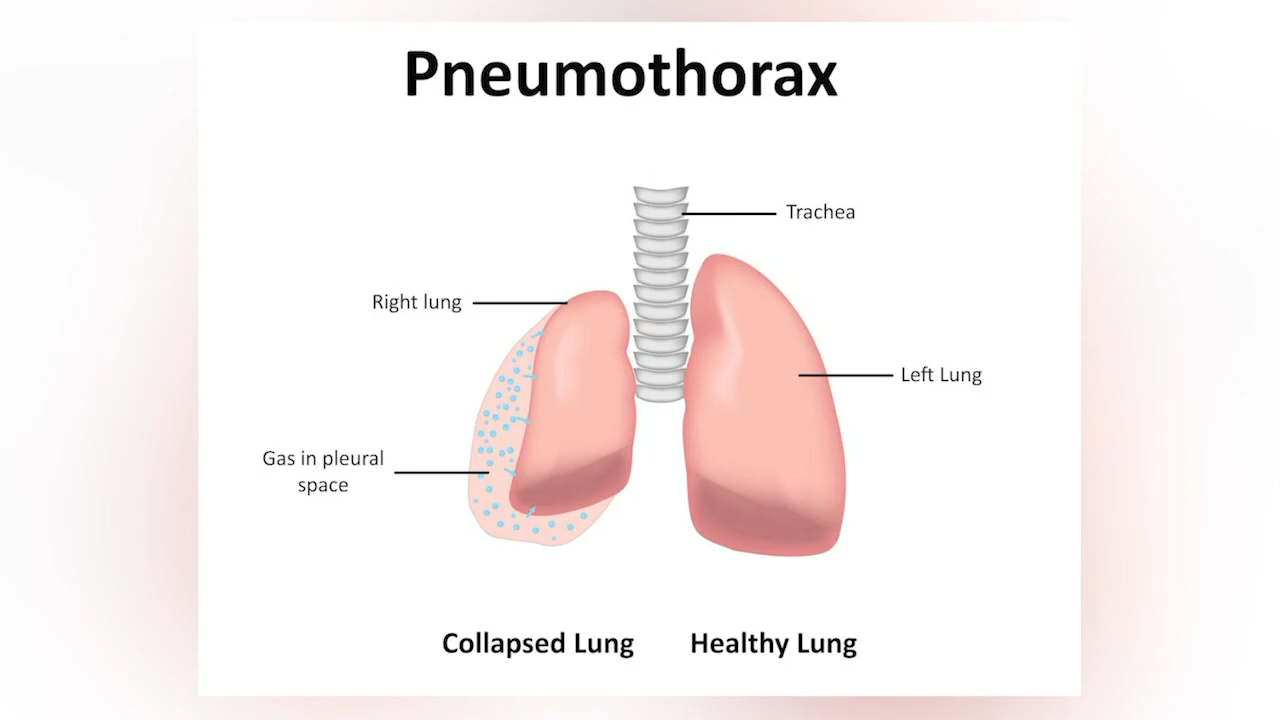 Pneumothorax
Trachea
Right lung
Left Lung
Gas in pleural
space
Collapsed Lung
Healthy Lung